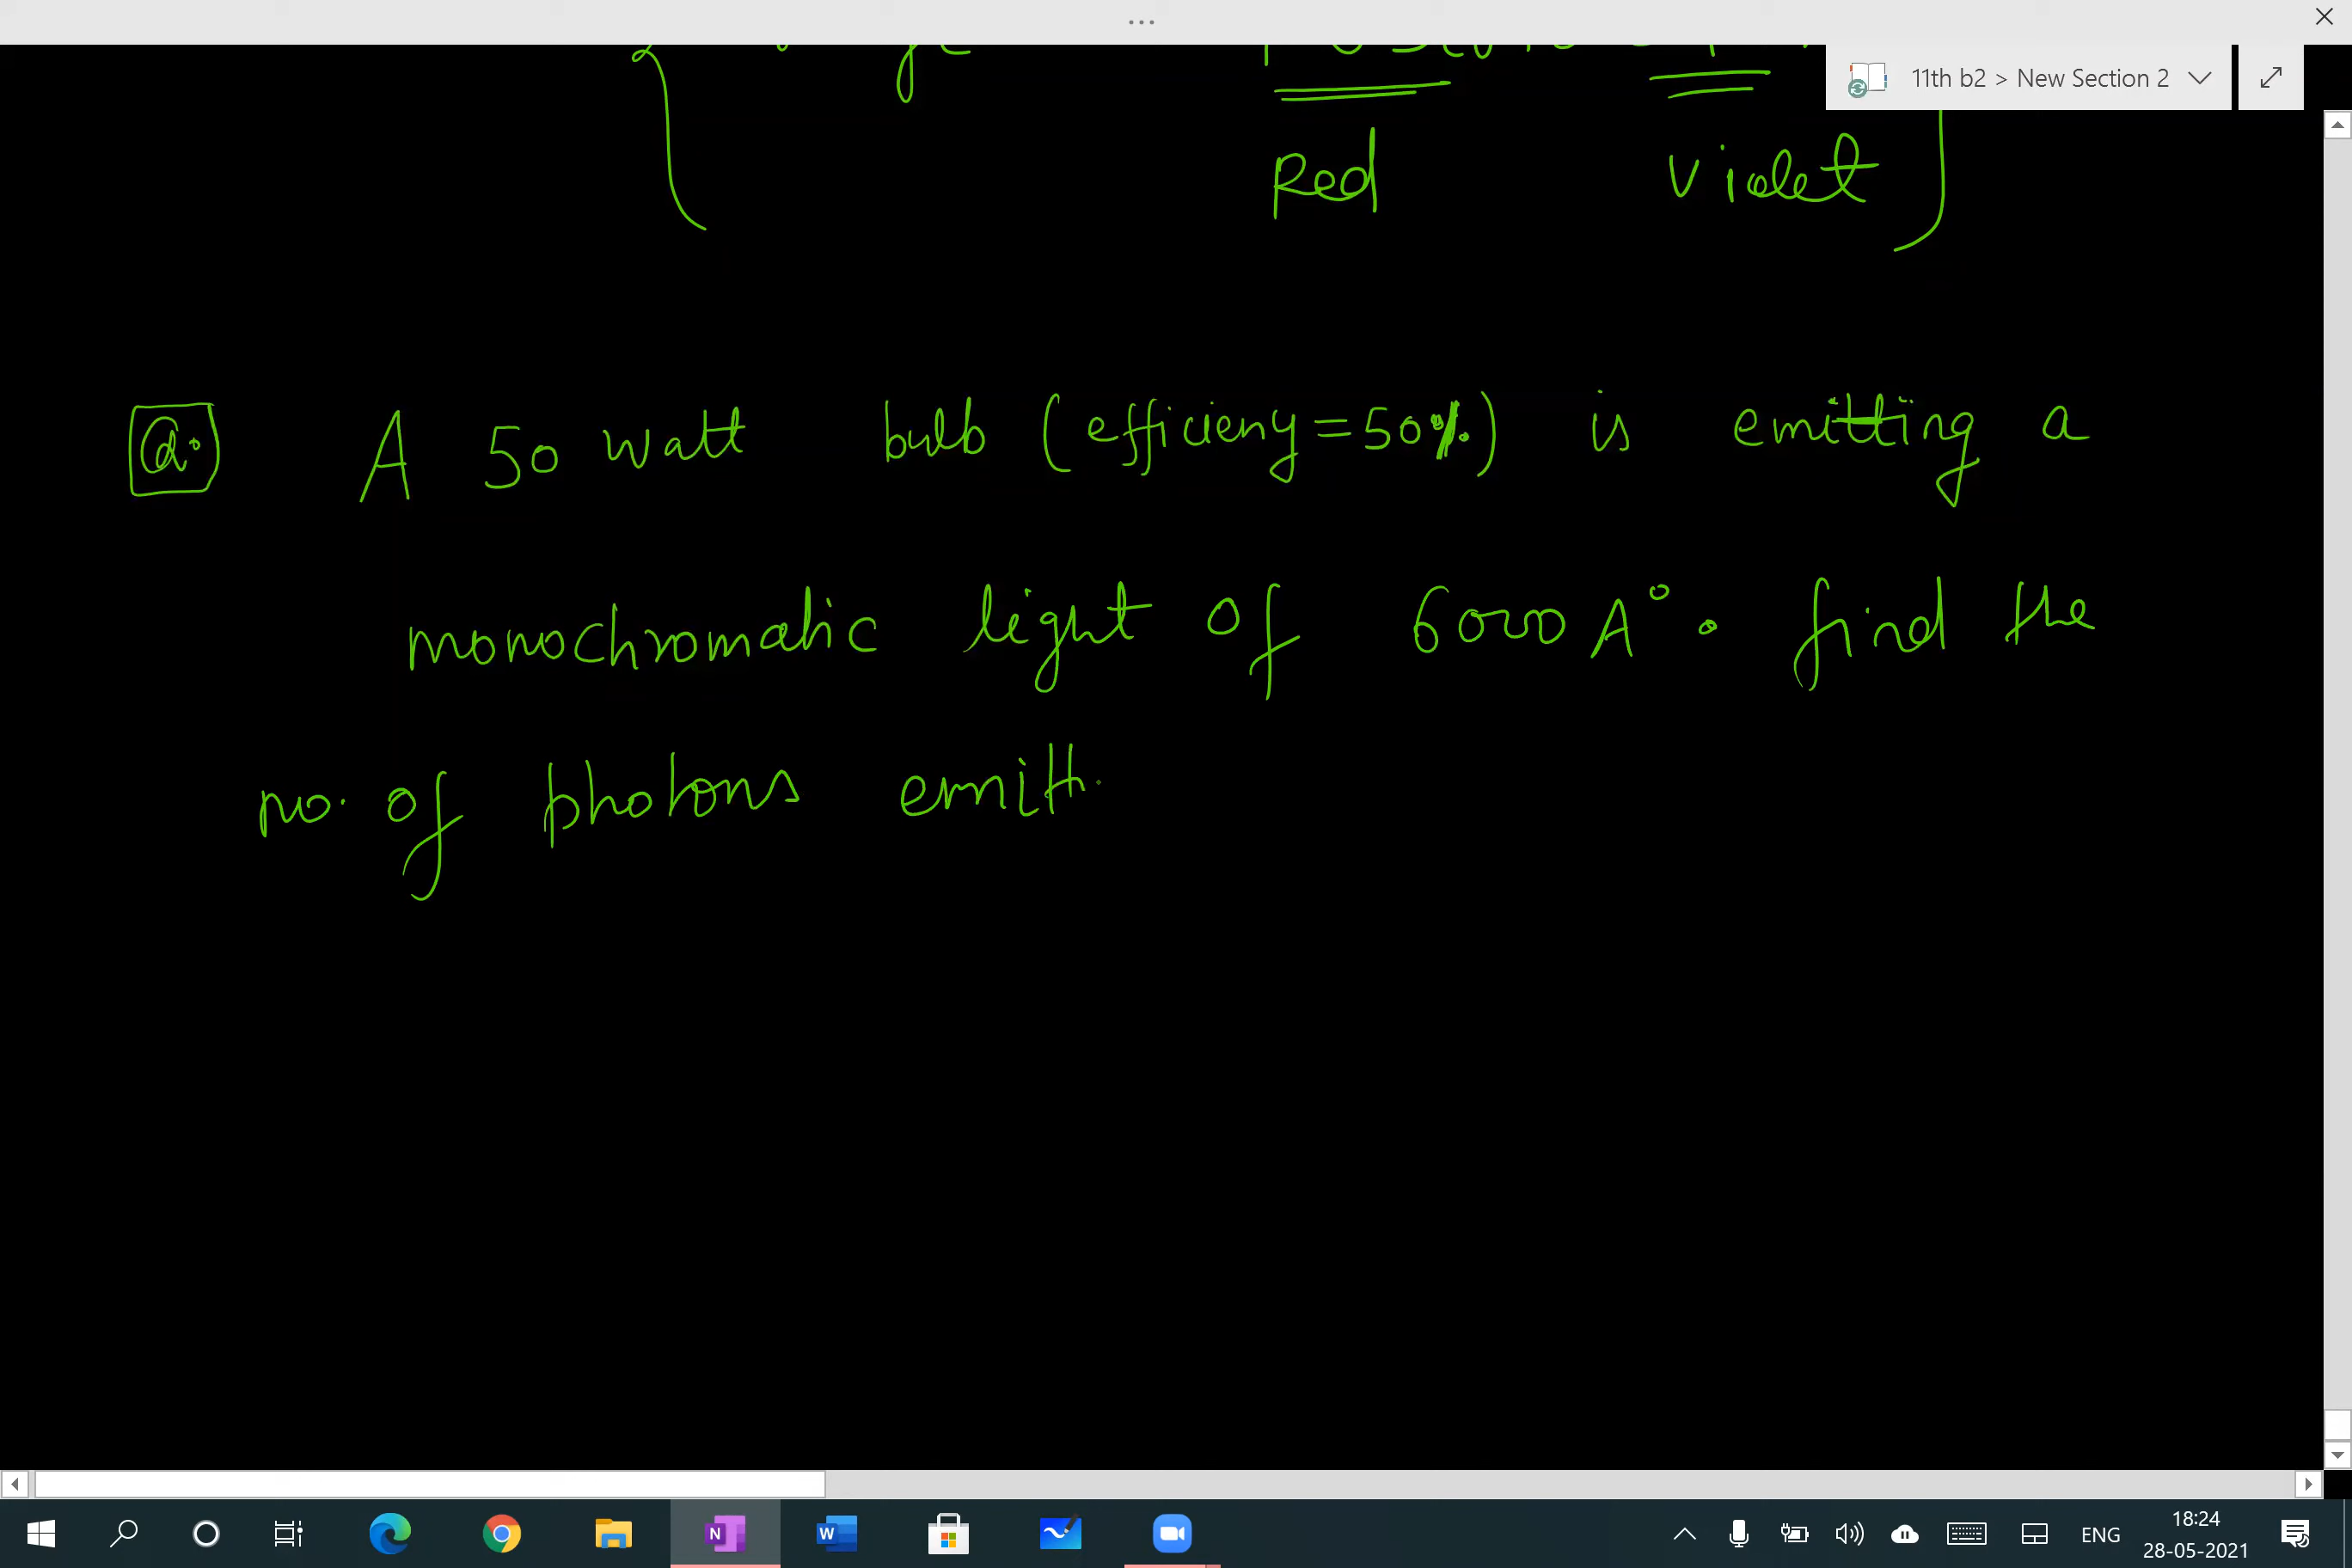 11th b2 > New Section 2
Red Violet
Q. A 50 watt bulb (efficieny = 50%) is emitting a
monochromatic light of 6000 A°. find the
no. of photons emitt
ENG
18:24
28-05-2021